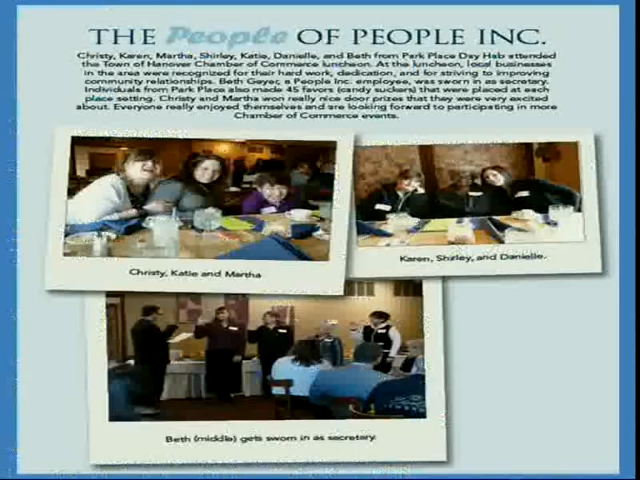 THE People OF PEOPLE INC.
Christy, Karen, Martha, Shirley, Katie, Danielle, and Beth from Park Place Day Hab attended
the Town of Hanover Chamber of Commerce luncheon. At the luncheon, local businesses
in the area were recognized for their hard work, dedication, and for striving to improving
community relationships. Beth Geyer, a People Inc. employee, was sworn in as secretary.
Individuals from Park Place also made 45 favors (candy suckers) that were placed at each
place setting. Christy and Martha won really nice door prizes that they were very excited
about. Everyone really enjoyed themselves and are looking forward to participating in more
Chamber of Commerce events.
Christy, Katie and Martha
Karen, Shirley, and Danielle.
Beth (middle) gets sworn in as secretary